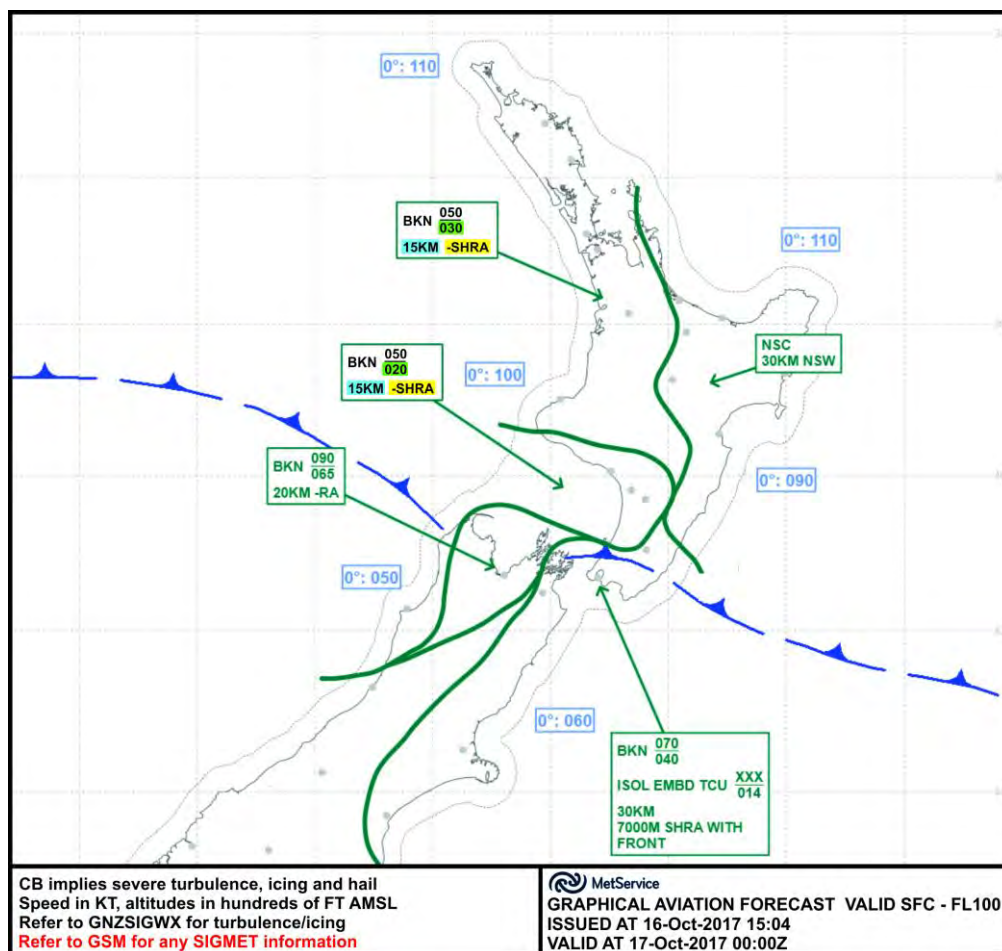 0°: 110
BKN 050
030
15KM -SHRA
0°: 110
NSC
30KM NSW
BKN 050
020
15KM -SHRA
0°: 100
BKN 090
065
20KM -RA
0°: 090
0°: 050
0°: 060
BKN 070
040
ISOL EMBD TCU XXX
014
30KM
7000M SHRA WITH
FRONT
CB implies severe turbulence, icing and hail
Speed in KT, altitudes in hundreds of FT AMSL
Refer to GNZSIGWX for turbulence/icing
Refer to GSM for any SIGMET information
MetService
GRAPHICAL AVIATION FORECAST VALID SFC - FL100
ISSUED AT 16-Oct-2017 15:04
VALID AT 17-Oct-2017 00:00Z